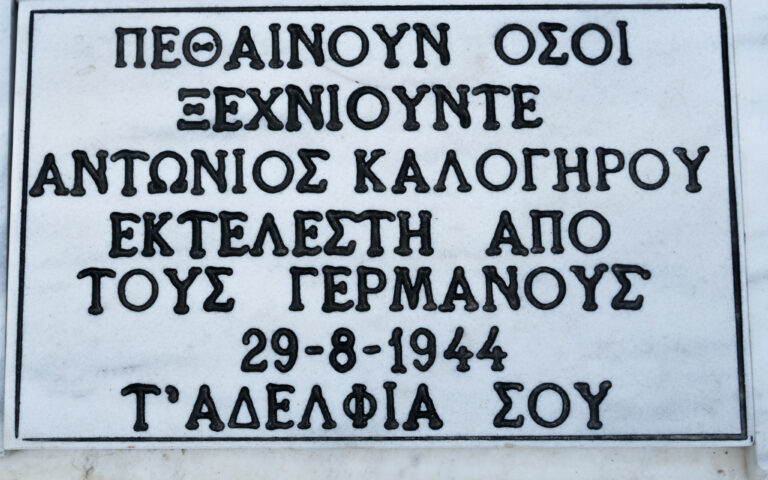 ΠΕΘΑΙΝΟΥΝ ΟΣΟΙ
ΞΕΧΝΙΟΥΝΤΕ
ΑΝΤΩΝΙΟΣ ΚΑΛΟΓΗΡΟΥ
ΕΚΤΕΛΕΣΤΗ ΑΠΟ
ΤΟΥΣ ΓΕΡΜΑΝΟΥΣ
29-8-1944
Τ'ΑΔΕΛΦΙΑ ΣΟΥ